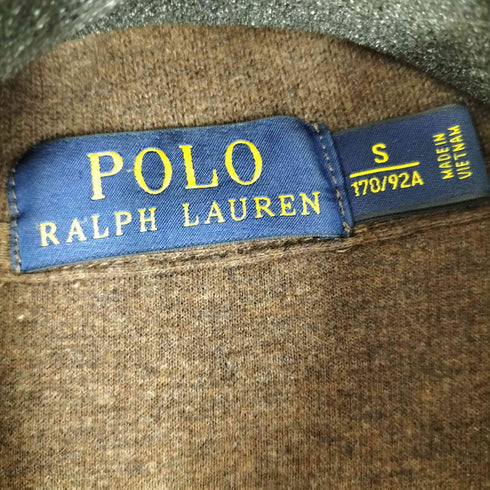 POLO
RALPH LAUREN
S
170/92A
MADE IN
VIETNAM